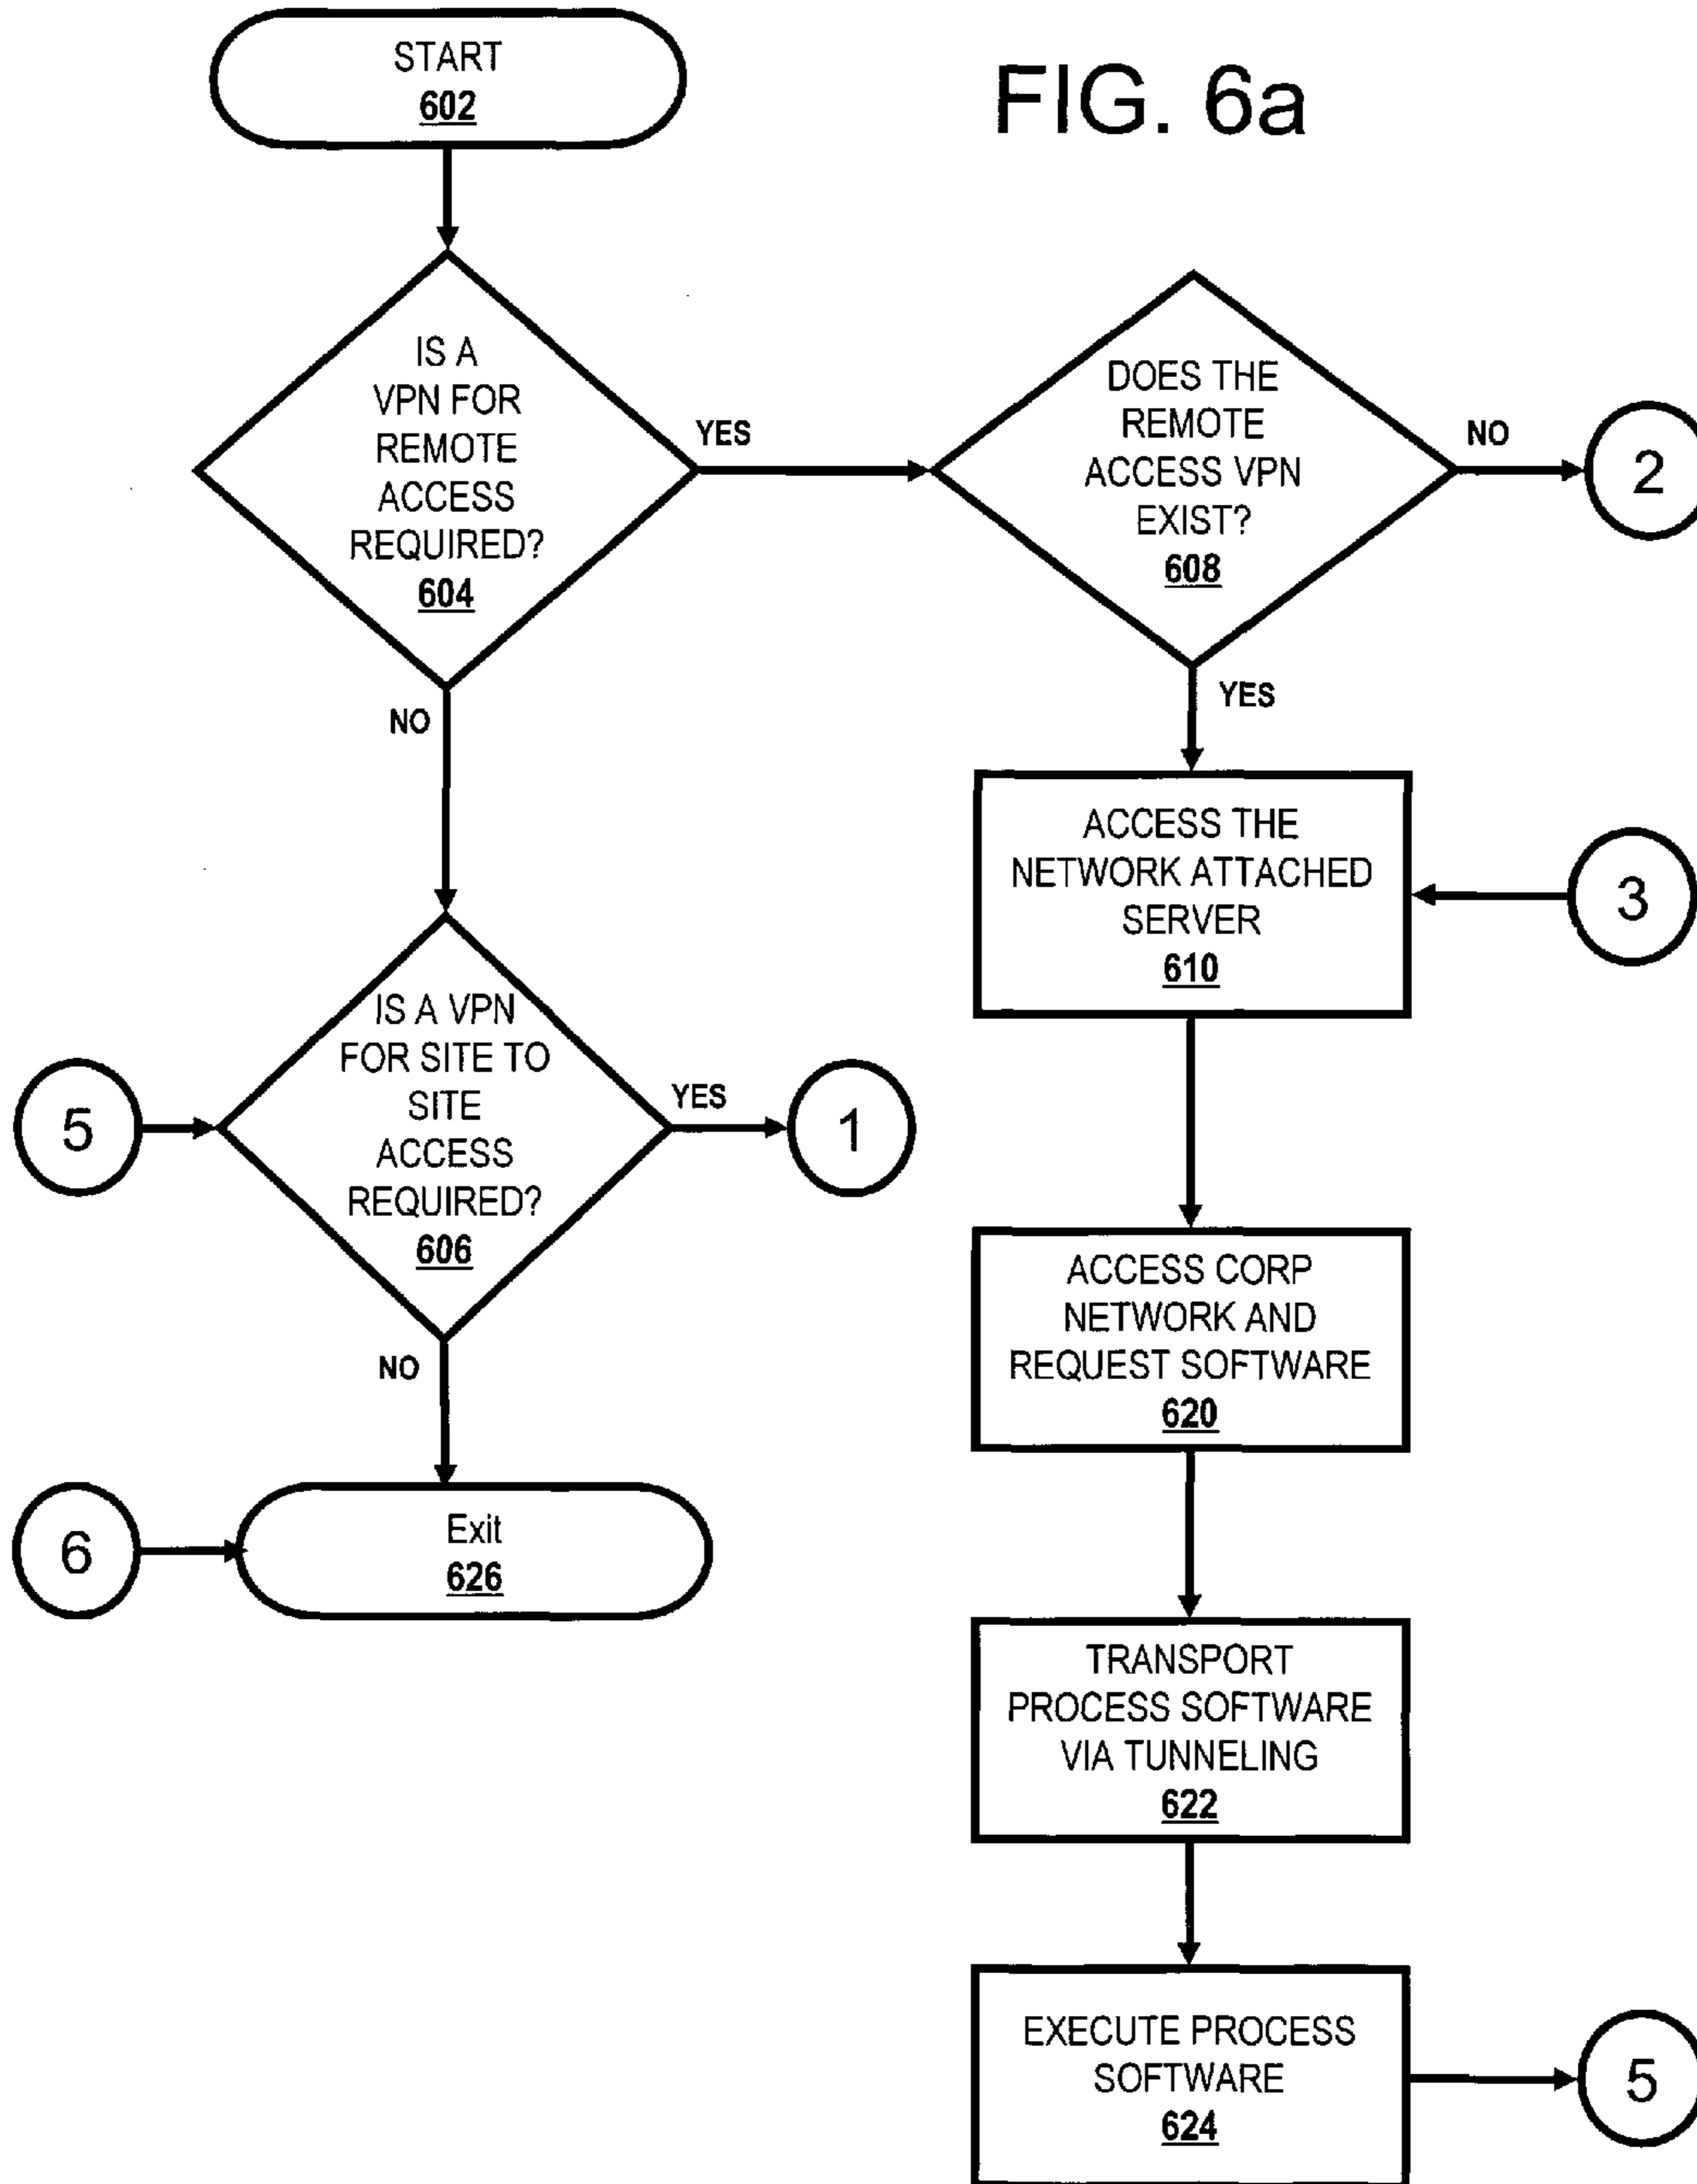 FIG. 6a
START
602
IS A
VPN FOR
REMOTE
ACCESS
REQUIRED?
604
YES
NO
DOES THE
REMOTE
ACCESS VPN
EXIST?
608
NO
2
YES
ACCESS THE
NETWORK ATTACHED
SERVER
610
3
5
IS A VPN
FOR SITE TO
SITE
ACCESS
REQUIRED?
606
YES
1
NO
ACCESS CORP
NETWORK AND
REQUEST SOFTWARE
620
6
Exit
626
TRANSPORT
PROCESS SOFTWARE
VIA TUNNELING
622
EXECUTE PROCESS
SOFTWARE
624
5